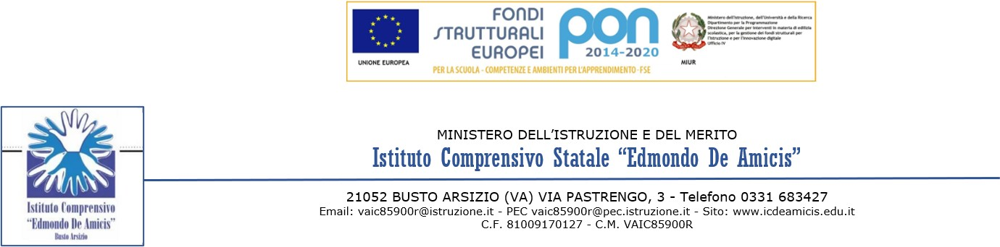 FONDI
STRUTTURALI
EUROPEI
pon
2014-2020
UNIONE EUROPEA
Ministero dell'Istruzione, dell'Università e della Ricerca
Dipartimento per la Programmazione
Direzione Generale per interventi in materia di edilizia
scolastica, per la gestione dei fondi strutturali per
l'istruzione e per l'innovazione digitale
Ufficio IV
MIUR
PER LA SCUOLA - COMPETENZE E AMBIENTI PER L'APPRENDIMENTO-FSE
Istituto Comprensivo
"Edmondo De Amicis"
Busto Arsizio
MINISTERO DELL'ISTRUZIONE E DEL MERITO
Istituto Comprensivo Statale "Edmondo De Amicis"
21052 BUSTO ARSIZIO (VA) VIA PASTRENGO, 3 - Telefono 0331 683427
Email: vaic85900r@istruzione.it - PEC vaic85900r@pec.istruzione.it - Sito: www.icdeamicis.edu.it
C.F. 81009170127 - C.M. VAIC85900R